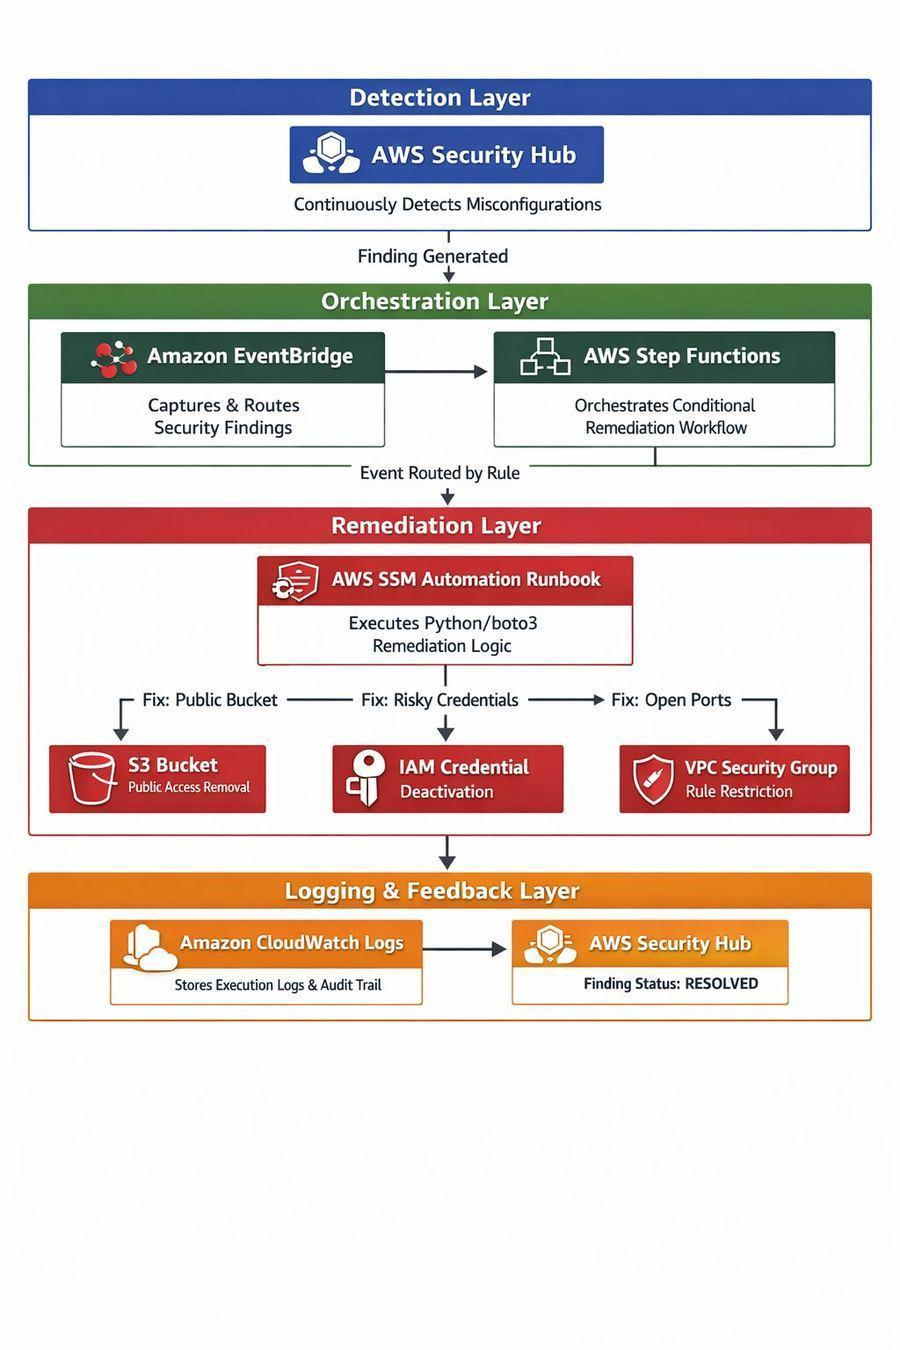 Detection Layer
AWS Security Hub
Continuously Detects Misconfigurations
Finding Generated
Orchestration Layer
Amazon EventBridge
Captures & Routes
Security Findings
AWS Step Functions
Orchestrates Conditional
Remediation Workflow
Event Routed by Rule
Remediation Layer
AWS SSM Automation Runbook
Executes Python/boto3
Remediation Logic
Fix: Public Bucket
Fix: Risky Credentials
Fix: Open Ports
S3 Bucket
Public Access Removal
IAM Credential
Deactivation
VPC Security Group
Rule Restriction
Logging & Feedback Layer
Amazon CloudWatch Logs
Stores Execution Logs & Audit Trail
AWS Security Hub
Finding Status: RESOLVED